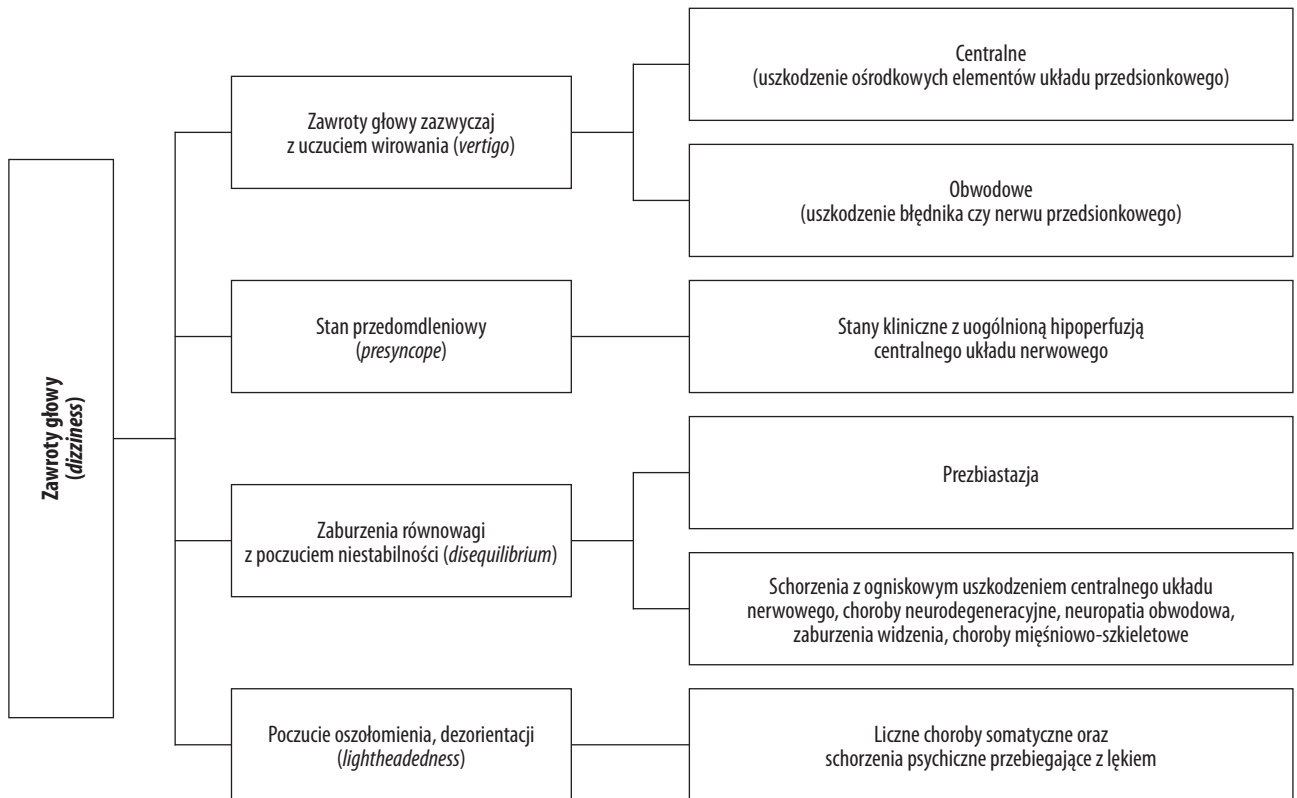 Zawroty głowy
(dizziness)
Zawroty głowy zazwyczaj
z uczuciem wirowania (vertigo)
Centralne
(uszkodzenie ośrodkowych elementów układu przedsionkowego)
Obwodowe
(uszkodzenie błędnika czy nerwu przedsionkowego)
Stan przedomdleniowy
(presyncope)
Stany kliniczne z uogólnioną hipoperfuzją
centralnego układu nerwowego
Zaburzenia równowagi
z poczuciem niestabilności (disequilibrium)
Prezbiastazja
Schorzenia z ogniskowym uszkodzeniem centralnego układu
nerwowego, choroby neurodegeneracyjne, neuropatia obwodowa,
zaburzenia widzenia, choroby mięśniowo-szkieletowe
Poczucie oszołomienia, dezorientacji
(lightheadedness)
Liczne choroby somatyczne oraz
schorzenia psychiczne przebiegające z lękiem